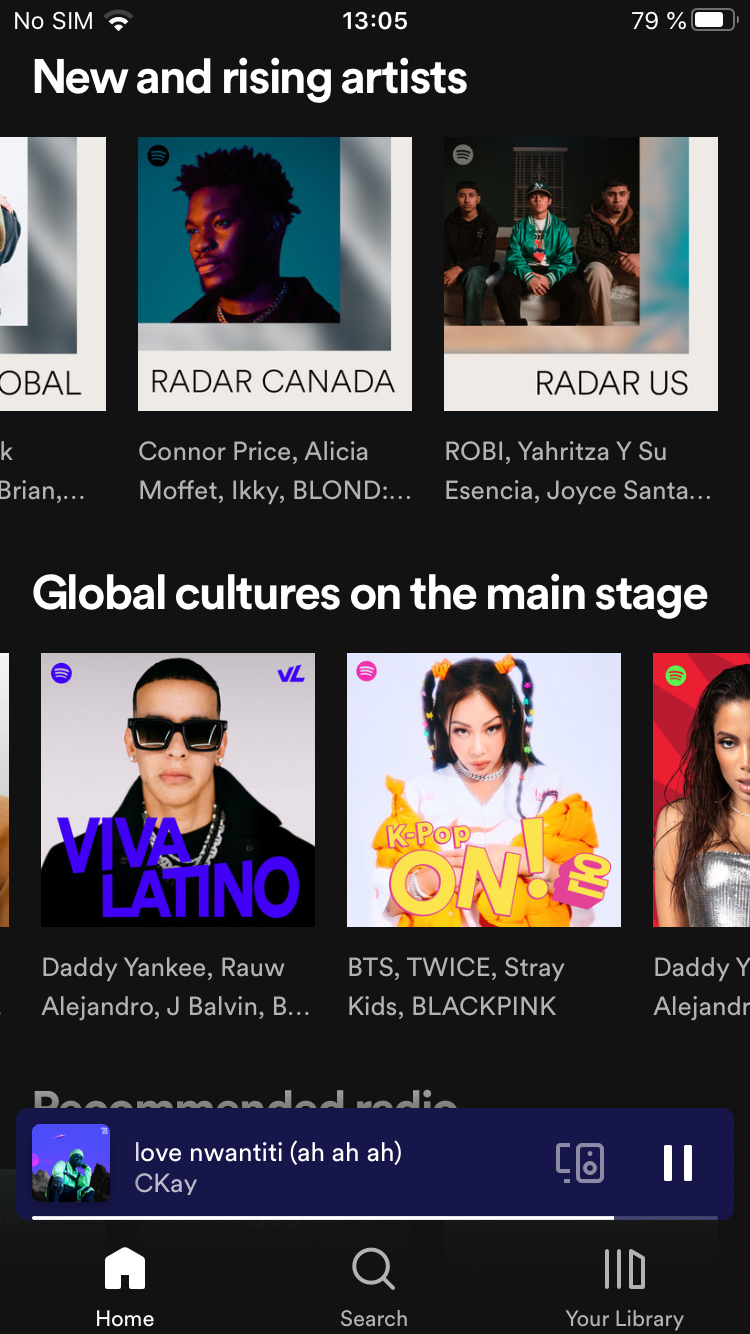 No SIM 13:05 79 %
New and rising artists
OBAL
RADAR CANADA
RADAR US
k
Brian,...
Connor Price, Alicia
Moffet, Ikky, BLOND:...
ROBI, Yahritza Y Su
Esencia, Joyce Santa...
Global cultures on the main stage
VL
VIVA
LATINO
K-Pop
ON! 온
Daddy Yankee, Rauw
Alejandro, J Balvin, B...
BTS, TWICE, Stray
Kids, BLACKPINK
Daddy Y
Alejandr
Recommended radio
love nwantiti (ah ah ah)
CKay
Home
Search
Your Library